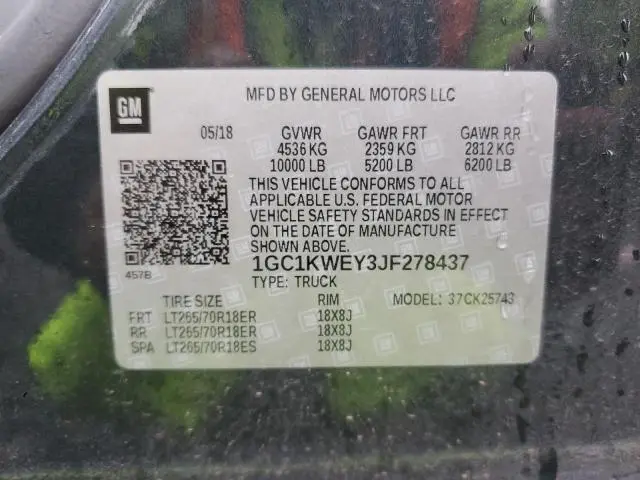 GM
MFD BY GENERAL MOTORS LLC
05/18 GVWR GAWR FRT GAWR RR
4536 KG 2359 KG 2812 KG
10000 LB 5200 LB 6200 LB
THIS VEHICLE CONFORMS TO ALL
APPLICABLE U.S. FEDERAL MOTOR
VEHICLE SAFETY STANDARDS IN EFFECT
ON THE DATE OF MANUFACTURE
SHOWN ABOVE.
457B
1GC1KWEY3JF278437
TYPE: TRUCK
TIRE SIZE RIM MODEL: 37CK25743
FRT LT265/70R18ER 18X8J
RR LT265/70R18ER 18X8J
SPA LT265/70R18ES 18X8J